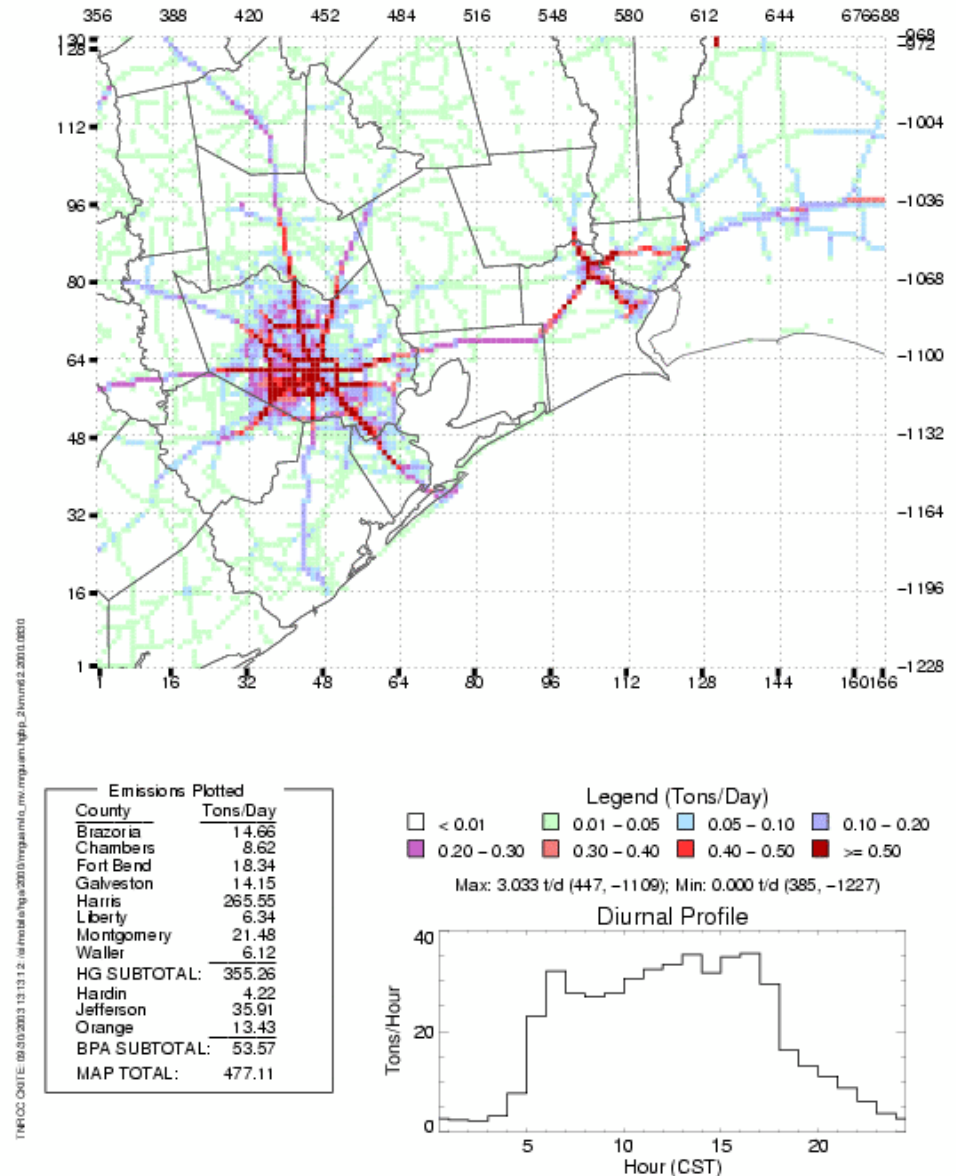 356 388 420 452 484 516 548 580 612 644 676688
130
128
112
96
80
64
48
32
16
1
-968
-972
-1004
-1036
-1068
-1100
-1132
-1164
-1196
-1228
1 16 32 48 64 80 96 112 128 144 160166
Emissions Plotted
County Tons/Day
Brazoria 14.66
Chambers 8.62
Fort Bend 18.34
Galveston 14.15
Harris 265.55
Liberty 6.34
Montgomery 21.48
Waller 6.12
HG SUBTOTAL: 355.26
Hardin 4.22
Jefferson 35.91
Orange 13.43
BPA SUBTOTAL: 53.57
MAP TOTAL: 477.11
Legend (Tons/Day)
< 0.01 0.01 - 0.05 0.05 - 0.10 0.10 - 0.20
0.20 - 0.30 0.30 - 0.40 0.40 - 0.50 >= 0.50
Max: 3.033 t/d (447, -1109); Min: 0.000 t/d (385, -1227)
Diurnal Profile
40
20
0
Tons/Hour
5 10 15 20
Hour (CST)